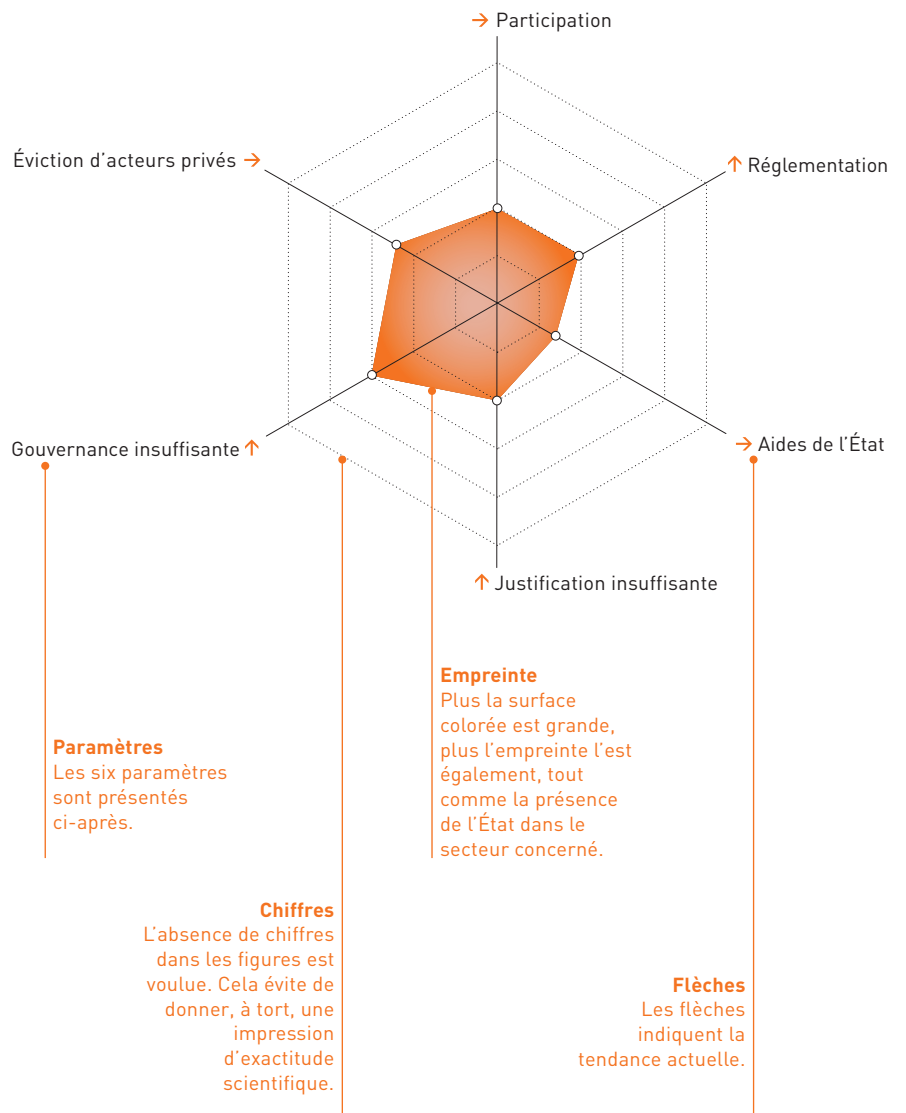 → Participation
Éviction d’acteurs privés →
↑ Réglementation
Gouvernance insuffisante ↑
→ Aides de l’État
↑ Justification insuffisante
Empreinte
Plus la surface
colorée est grande,
plus l’empreinte l’est
également, tout
comme la présence
de l’État dans le
secteur concerné.
Paramètres
Les six paramètres
sont présentés
ci-après.
Chiffres
L’absence de chiffres
dans les figures est
voulue. Cela évite de
donner, à tort, une
impression
d’exactitude
scientifique.
Flèches
Les flèches
indiquent la
tendance actuelle.